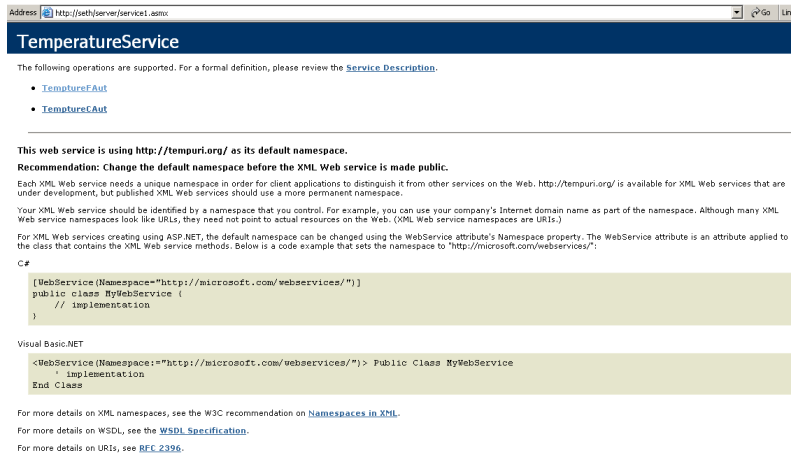 Address http://seth/server/service1.asmx Go Lin
TemperatureService
The following operations are supported. For a formal definition, please review the Service Description.
TemptureFAut
TemptureCAut
This web service is using http://tempuri.org/ as its default namespace.
Recommendation: Change the default namespace before the XML Web service is made public.
Each XML Web service needs a unique namespace in order for client applications to distinguish it from other services on the Web. http://tempuri.org/ is available for XML Web services that are
under development, but published XML Web services should use a more permanent namespace.
Your XML Web service should be identified by a namespace that you control. For example, you can use your company's Internet domain name as part of the namespace. Although many XML
Web service namespaces look like URLs, they need not point to actual resources on the Web. (XML Web service namespaces are URIs.)
For XML Web services creating using ASP.NET, the default namespace can be changed using the WebService attribute's Namespace property. The WebService attribute is an attribute applied to
the class that contains the XML Web service methods. Below is a code example that sets the namespace to "http://microsoft.com/webservices/":
C#
[WebService(Namespace="http://microsoft.com/webservices/")]
public class MyWebService {
// implementation
}
Visual Basic.NET
<WebService(Namespace:="http://microsoft.com/webservices/")> Public Class MyWebService
' implementation
End Class
For more details on XML namespaces, see the W3C recommendation on Namespaces in XML.
For more details on WSDL, see the WSDL Specification.
For more details on URIs, see RFC 2396.